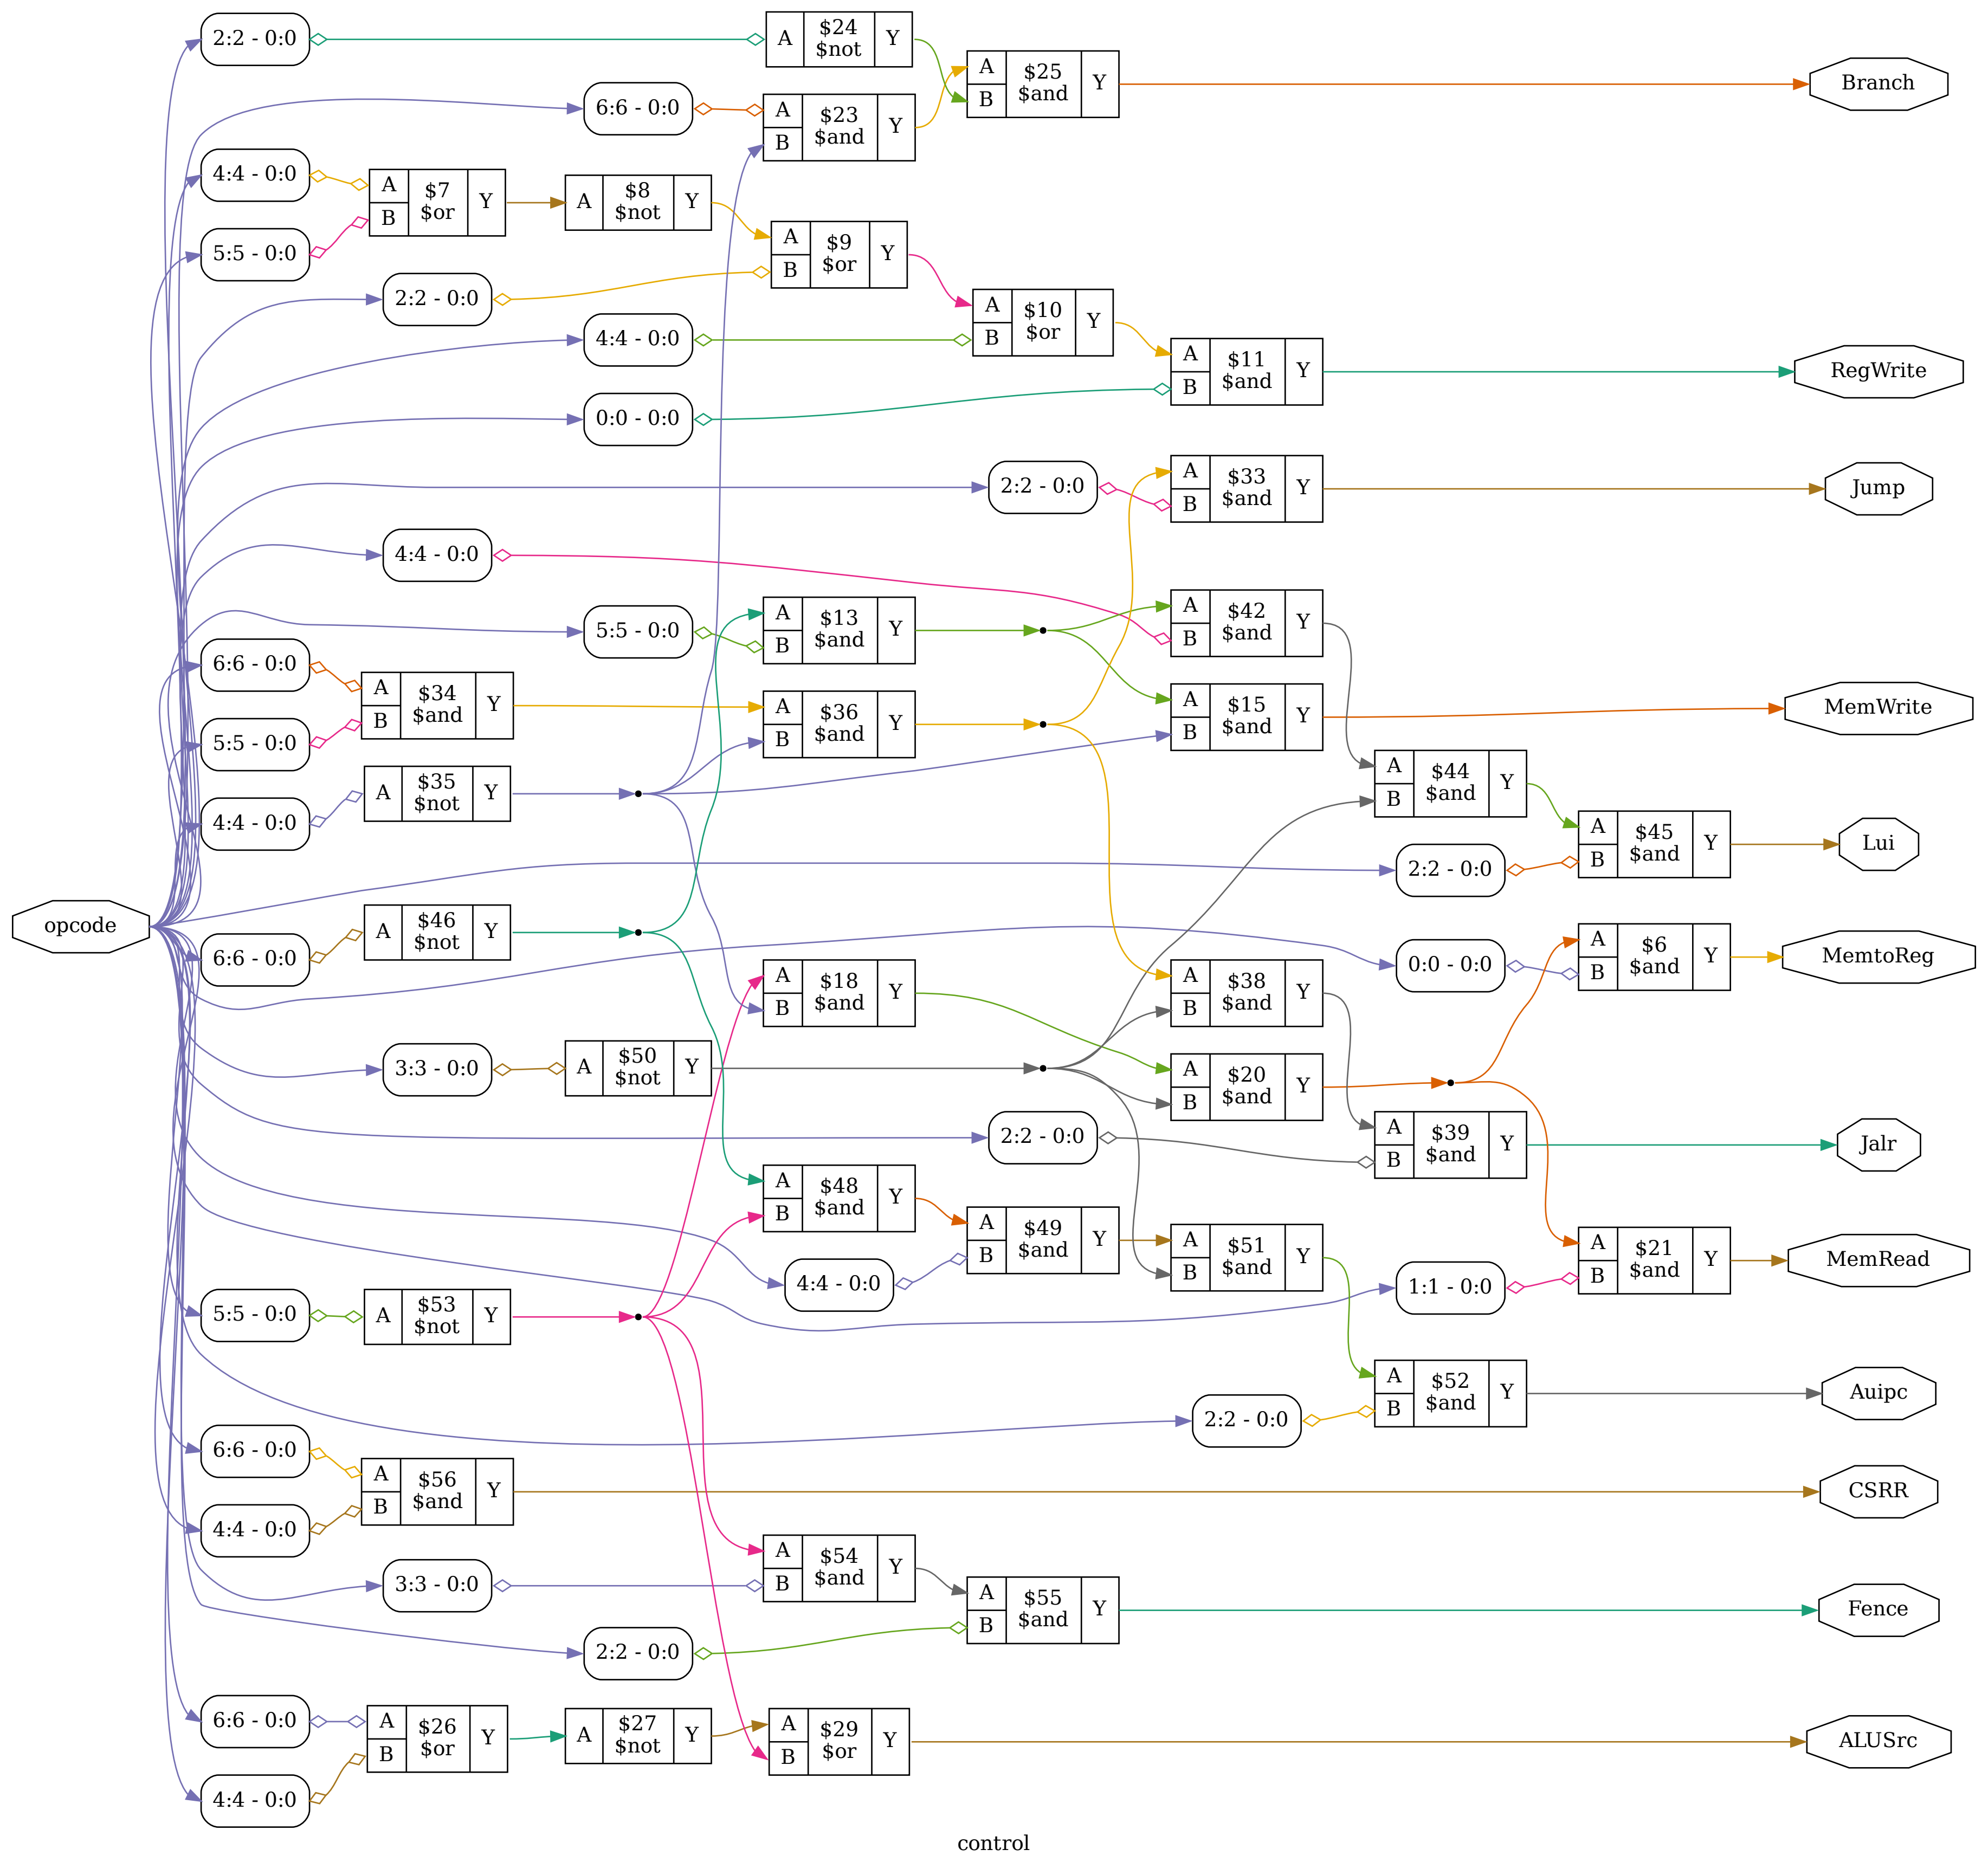 2:2 - 0:0
A $24 $not Y
A B $25 $and Y
Branch
6:6 - 0:0
A B $23 $and Y
4:4 - 0:0
A B $7 $or Y
A $8 $not Y
5:5 - 0:0
A B $9 $or Y
2:2 - 0:0
A B $10 $or Y
4:4 - 0:0
A B $11 $and Y
RegWrite
0:0 - 0:0
A B $33 $and Y
Jump
2:2 - 0:0
4:4 - 0:0
A B $13 $and Y
A B $42 $and Y
5:5 - 0:0
6:6 - 0:0
A B $34 $and Y
A B $36 $and Y
A B $15 $and Y
MemWrite
5:5 - 0:0
A $35 $not Y
4:4 - 0:0
A B $44 $and Y
A B $45 $and Y
Lui
2:2 - 0:0
opcode
A $46 $not Y
6:6 - 0:0
A B $6 $and Y
MemtoReg
0:0 - 0:0
A B $18 $and Y
A B $38 $and Y
3:3 - 0:0
A $50 $not Y
A B $20 $and Y
2:2 - 0:0
A B $39 $and Y
Jalr
A B $48 $and Y
A B $49 $and Y
A B $51 $and Y
4:4 - 0:0
A B $21 $and Y
MemRead
1:1 - 0:0
5:5 - 0:0
A $53 $not Y
A B $52 $and Y
Auipc
2:2 - 0:0
6:6 - 0:0
A B $56 $and Y
CSRR
4:4 - 0:0
A B $54 $and Y
3:3 - 0:0
A B $55 $and Y
Fence
2:2 - 0:0
6:6 - 0:0
A B $26 $or Y
A $27 $not Y
A B $29 $or Y
ALUSrc
4:4 - 0:0
control